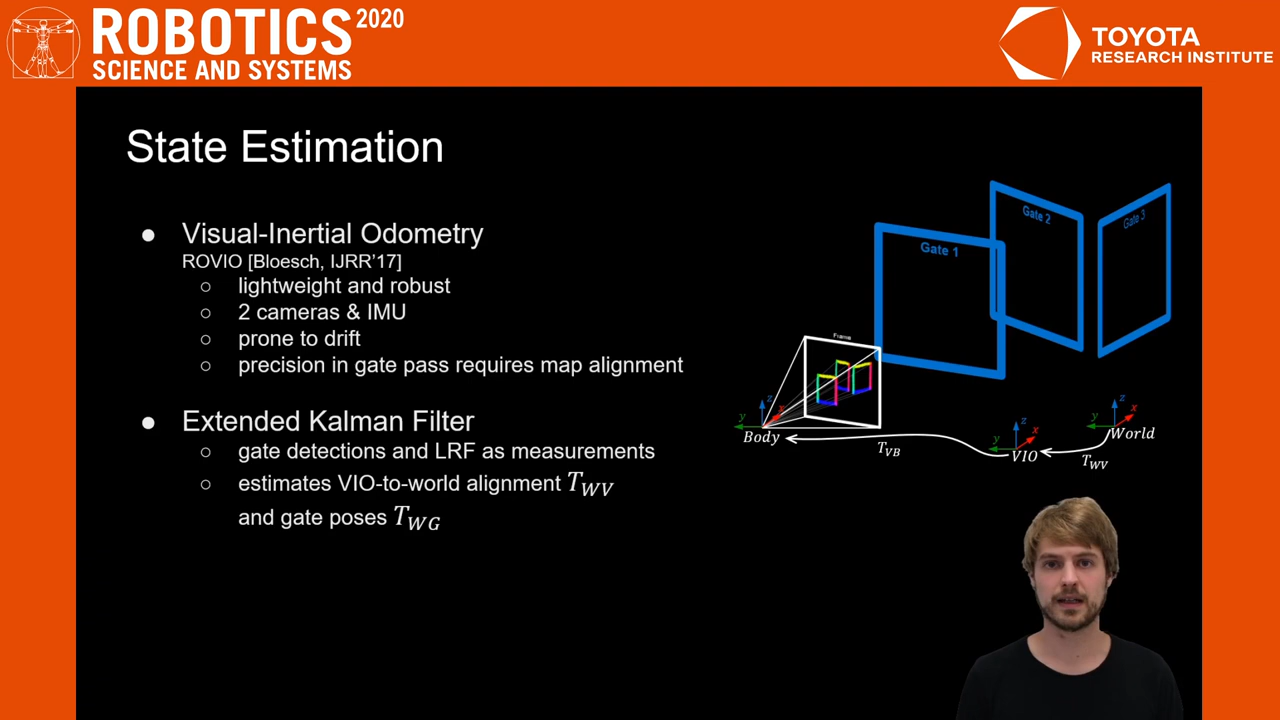 ROBOTICS 2020
SCIENCE AND SYSTEMS
TOYOTA
RESEARCH INSTITUTE
State Estimation
● Visual-Inertial Odometry
ROVIO [Bloesch, IJRR’17]
○ lightweight and robust
○ 2 cameras & IMU
○ prone to drift
○ precision in gate pass requires map alignment
● Extended Kalman Filter
○ gate detections and LRF as measurements
○ estimates VIO-to-world alignment T_WV
and gate poses T_WG
Gate 1
Gate 2
Gate 3
Frame
z
x
y
Body
T_VB
z
x
y
VIO
T_WV
z
x
y
World